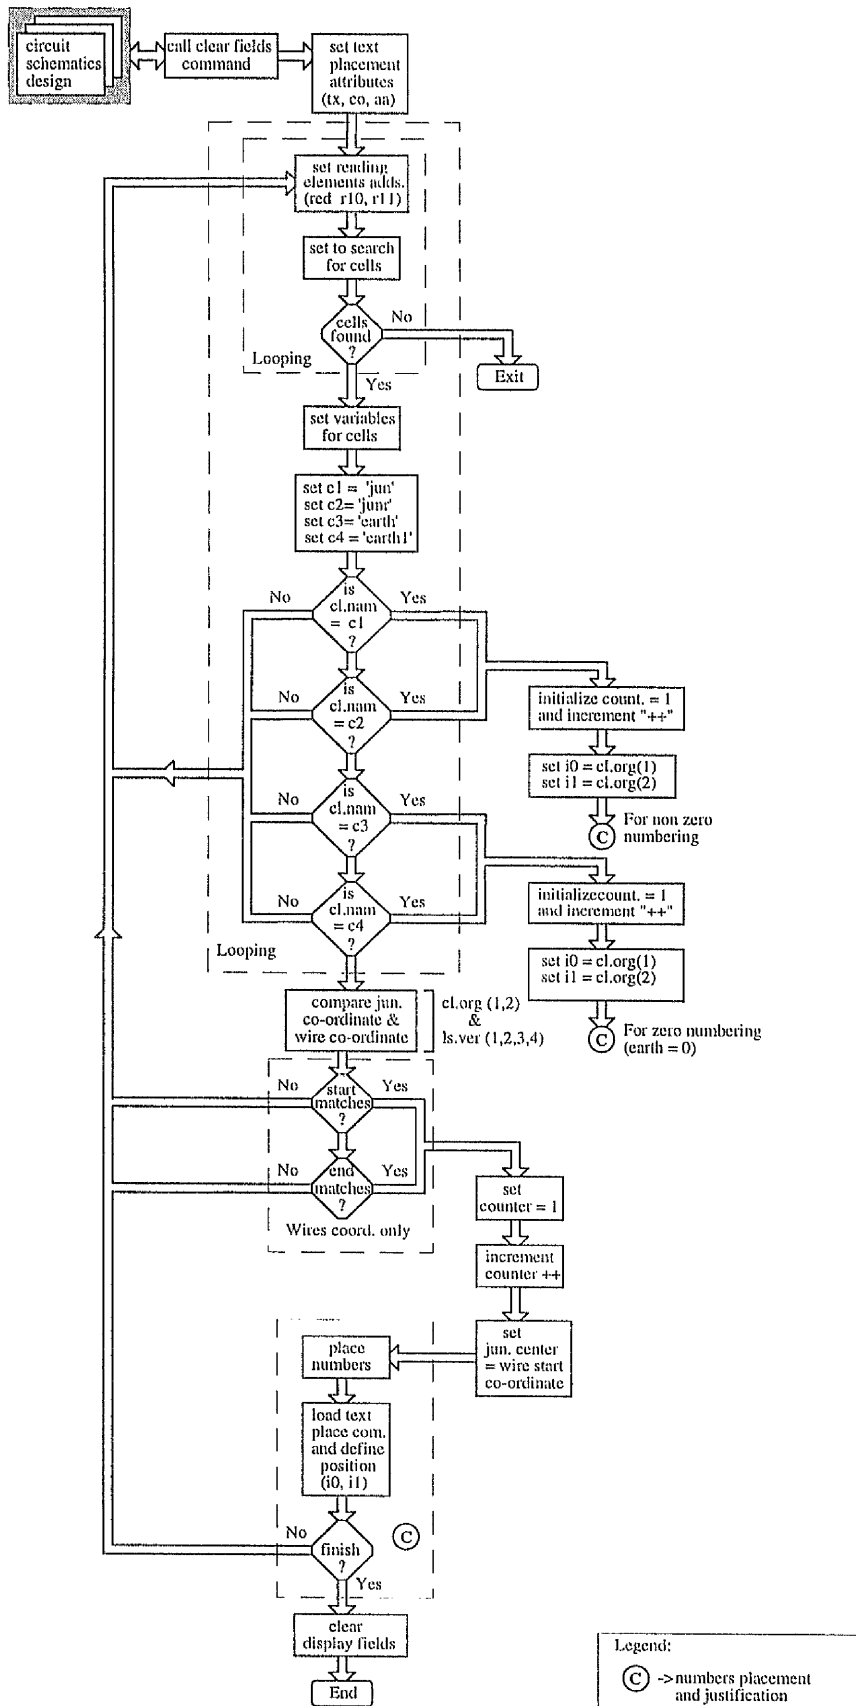 circuit
schematics
design
call clear fields
command
set text
placement
attributes
(tx, co, aa)
set reading
elements adds.
(red r10, r11)
set to search
for cells
cells
found
?
No
Looping
Exit
Yes
set variables
for cells
set c1 = 'jun'
set c2= 'junr'
set c3= 'earth'
set c4 = 'earth1'
No
is
cl.nam
= c1
?
Yes
No
is
cl.nam
= c2
?
Yes
initialize count. = 1
and increment "++"
set i0 = cl.org(1)
set i1 = cl.org(2)
C
For non zero
numbering
No
is
cl.nam
= c3
?
Yes
No
is
cl.nam
= c4
?
Yes
Looping
initializecount. = 1
and increment "++"
set i0 = cl.org(1)
set i1 = cl.org(2)
C
For zero numbering
(earth = 0)
compare jun.
co-ordinate &
wire co-ordinate
cl.org (1,2)
&
ls.ver (1,2,3,4)
No
start
matches
?
Yes
No
end
matches
?
Yes
Wires coord. only
set
counter = 1
increment
counter ++
set
jun. center
= wire start
co-ordinate
place
numbers
load text
place com.
and define
position
(i0, i1)
No
finish
?
C
Yes
clear
display fields
End
Legend:
C -> numbers placement
and justification